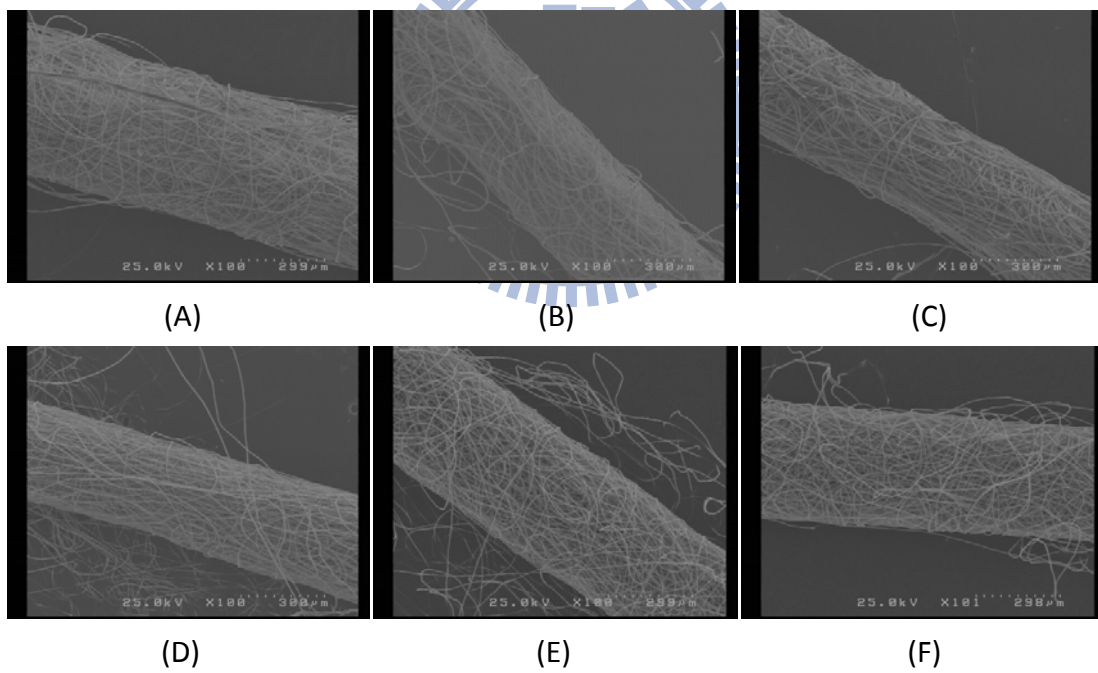 25.0kV X100 299μm
25.0kV X100 300μm
25.0kV X100 300μm
(A)
(B)
(C)
25.0kV X100 300μm
25.0kV X100 299μm
25.0kV X101 298μm
(D)
(E)
(F)